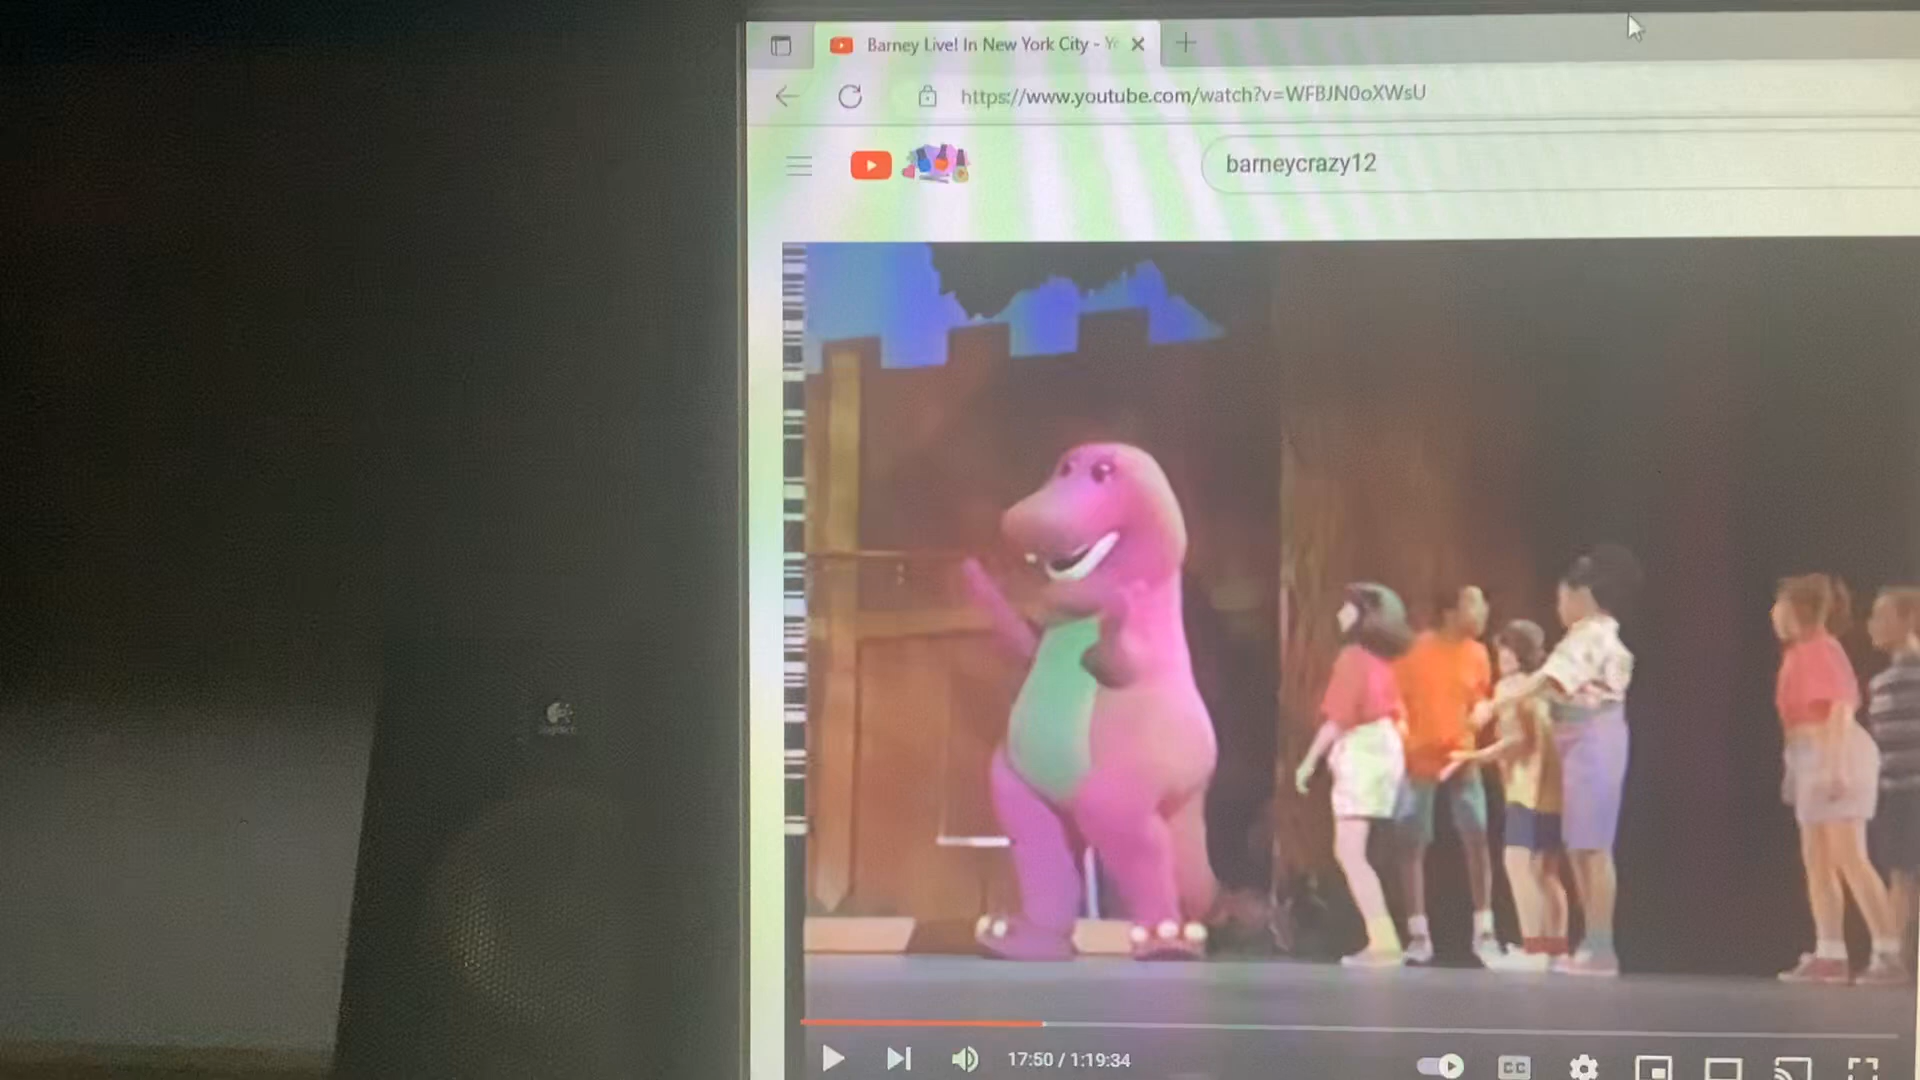 Barney Live! In New York City - Y
https://www.youtube.com/watch?v=WFBJN0oXWsU
barneycrazy12
17:50 / 1:19:34
CC